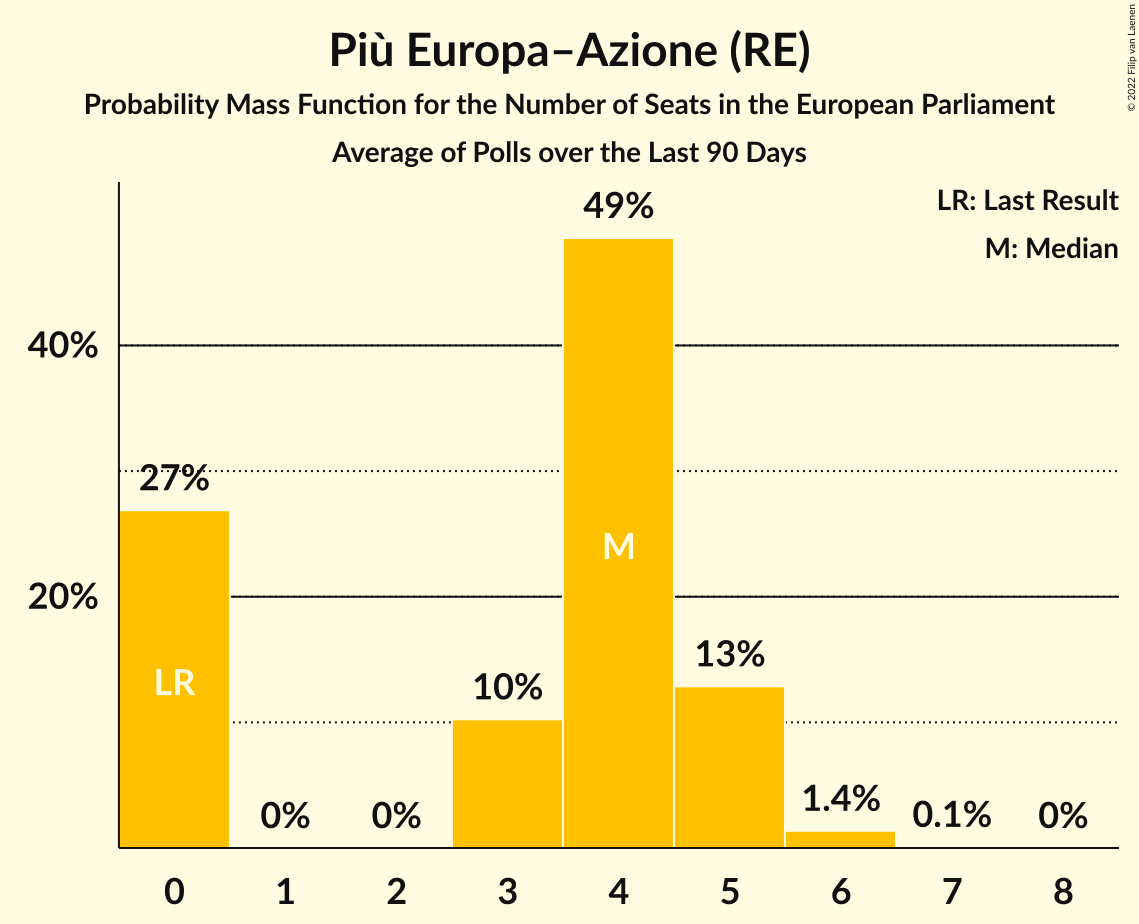 Più Europa–Azione (RE)
Probability Mass Function for the Number of Seats in the European Parliament
Average of Polls over the Last 90 Days
© 2022 Filip van Laenen
LR: Last Result
M: Median
49%
40%
27%
M
20%
13%
10%
LR
1.4%
0% 0% 0.1% 0%
0 1 2 3 4 5 6 7 8